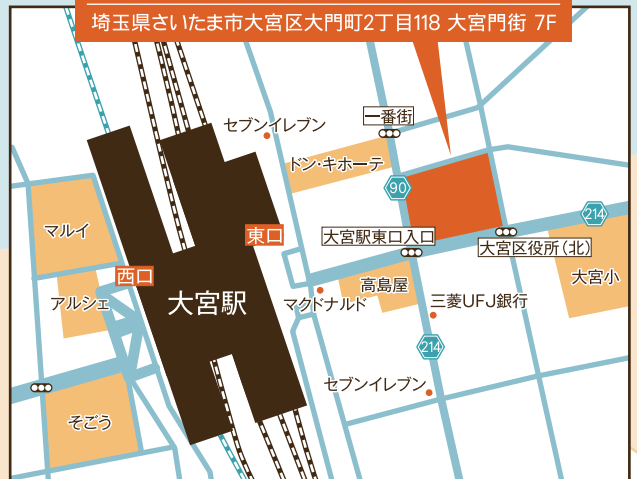 埼玉県さいたま市大宮区大門町2丁目118 大宮門街 7F
セブンイレブン
一番街
ドン・キホーテ
90
214
マルイ
東口
大宮駅東口入口
大宮区役所(北)
西口
大宮小
アルシェ
大宮駅
マクドナルド
高島屋
三菱UFJ銀行
214
セブンイレブン
そごう